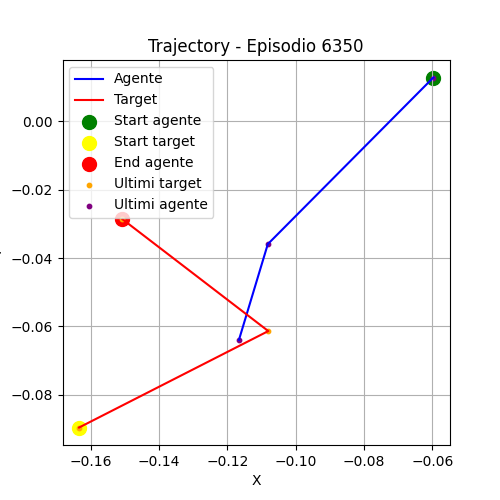 Trajectory - Episodio 6350
Agente
Target
Start agente
Start target
End agente
Ultimi target
Ultimi agente
0.00
−0.02
−0.04
−0.06
−0.08
−0.16
−0.14
−0.12
−0.10
−0.08
−0.06
X